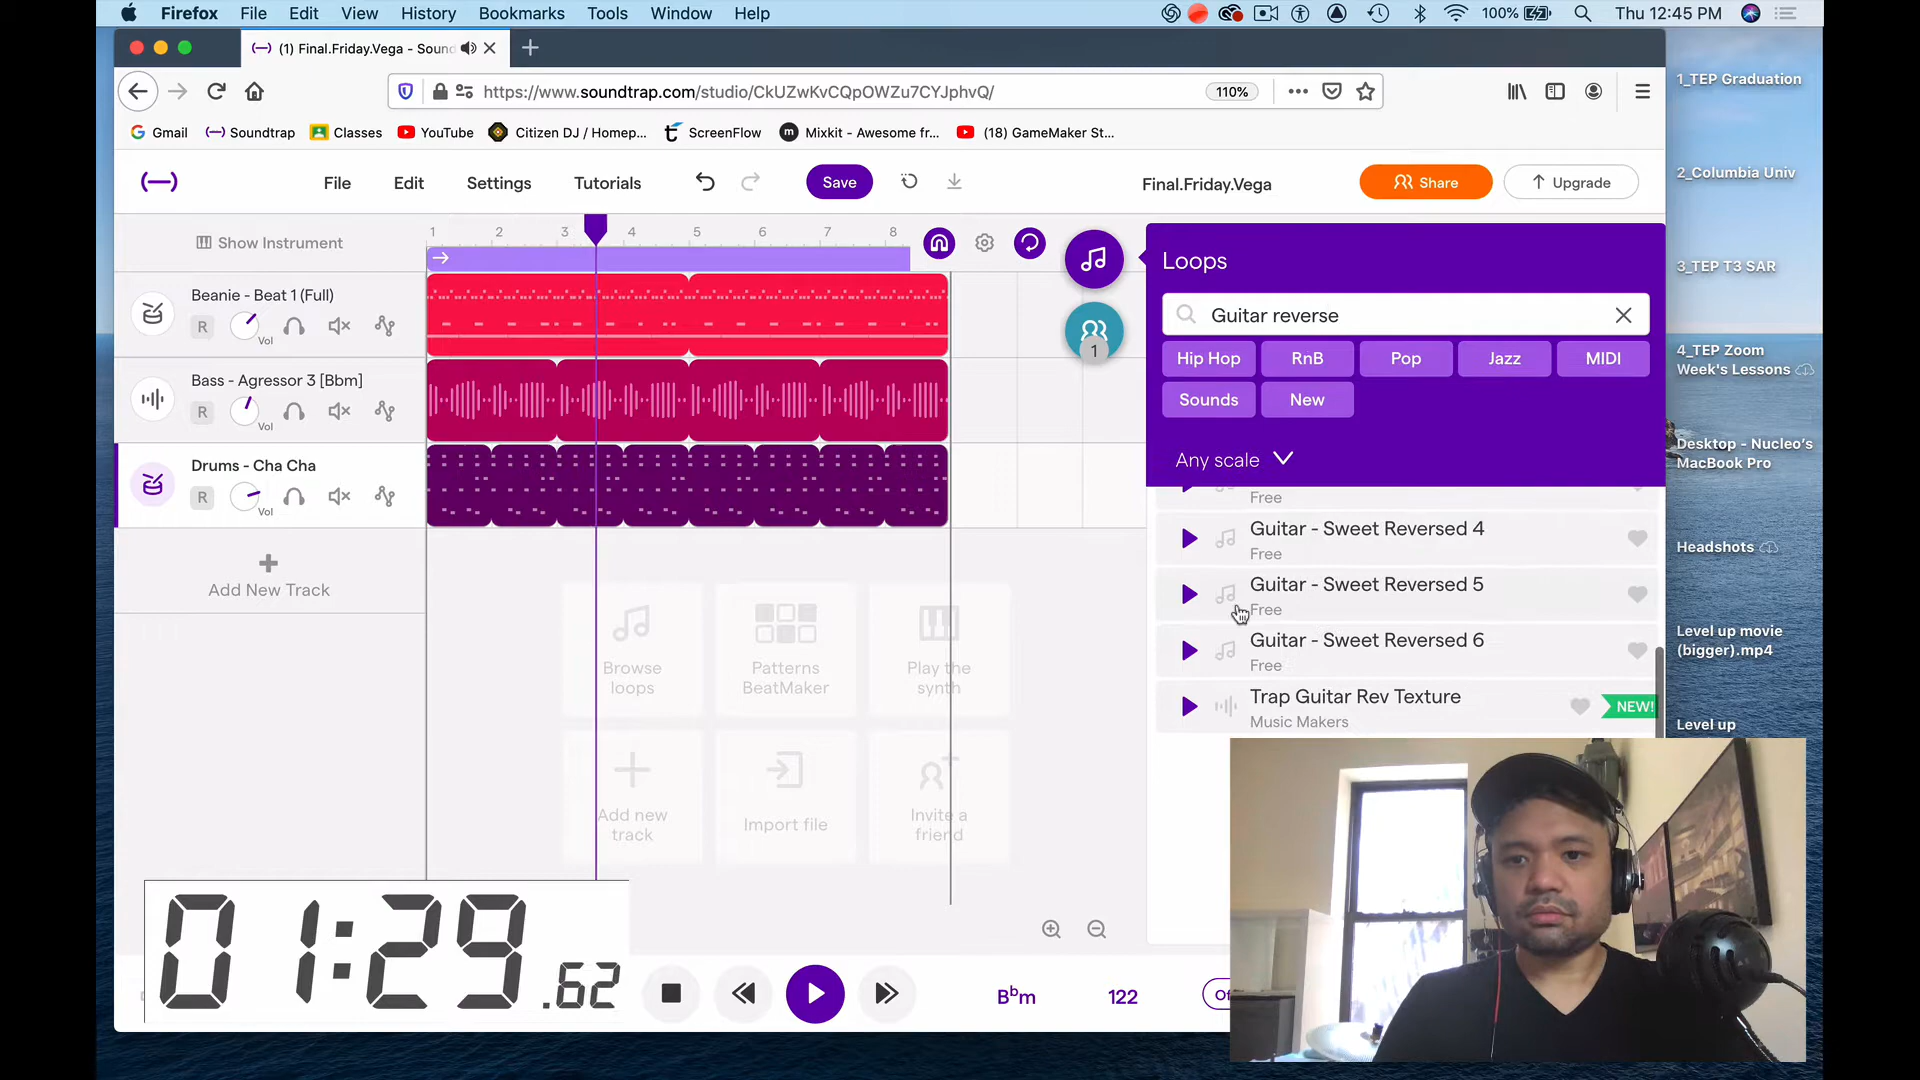 Firefox File Edit View History Bookmarks Tools Window Help 100% Thu 12:45 PM
(1) Final.Friday.Vega - Sound
https://www.soundtrap.com/studio/CkUZwKvCQpOWZu7CYJphvQ/ 110%
Gmail Soundtrap Classes YouTube Citizen DJ / Homep... ScreenFlow Mixkit - Awesome fr... (18) GameMaker St...
File Edit Settings Tutorials Save Final.Friday.Vega Share Upgrade
Show Instrument 1 2 3 4 5 6 7 8
Beanie - Beat 1 (Full)
R Vol
Bass - Agressor 3 [Bbm]
R Vol
Drums - Cha Cha
R Vol
Add New Track
Browse loops
Patterns BeatMaker
Play the synth
Add new track
Import file
Invite a friend
1
Loops
Guitar reverse
Hip Hop RnB Pop Jazz MIDI
Sounds New
Any scale
Free
Guitar - Sweet Reversed 4
Free
Guitar - Sweet Reversed 5
Free
Guitar - Sweet Reversed 6
Free
Trap Guitar Rev Texture
Music Makers
NEW!
01:29.62
Bbm 122
1_TEP Graduation
2_Columbia Univ
3_TEP T3 SAR
4_TEP Zoom
Week's Lessons
Desktop - Nucleo's
MacBook Pro
Headshots
Level up movie
(bigger).mp4
Level up